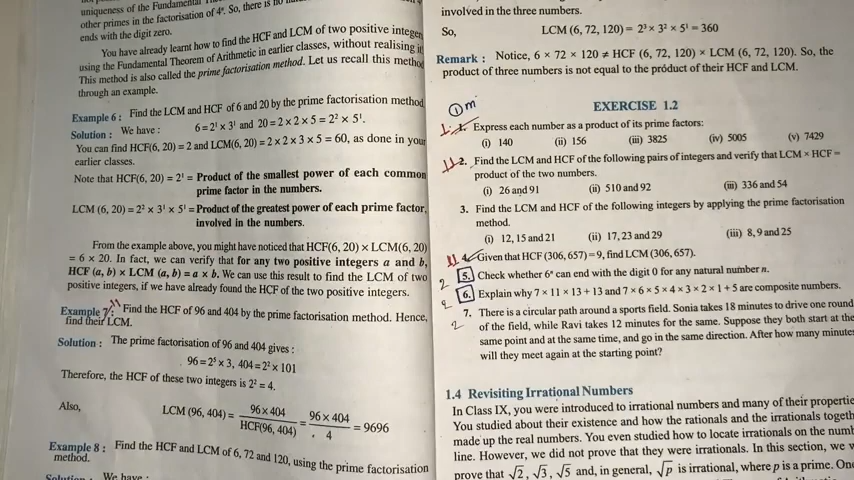 uniqueness of the Fundamental
other primes in the factorisation of 4ⁿ. So, there is no
ends with the digit zero.
You have already learnt how to find the HCF and LCM of two positive integer
using the Fundamental Theorem of Arithmetic in earlier classes, without realising it
This method is also called the prime factorisation method. Let us recall this method
through an example.
Example 6 : Find the LCM and HCF of 6 and 20 by the prime factorisation method
Solution : We have : 6 = 2¹ × 3¹ and 20 = 2 × 2 × 5 = 2² × 5¹.
You can find HCF(6, 20) = 2 and LCM(6, 20) = 2 × 2 × 3 × 5 = 60, as done in your
earlier classes.
Note that HCF(6, 20) = 2¹ = Product of the smallest power of each common
prime factor in the numbers.
LCM (6, 20) = 2² × 3¹ × 5¹ = Product of the greatest power of each prime factor,
involved in the numbers.
From the example above, you might have noticed that HCF(6, 20) × LCM(6, 20)
= 6 × 20. In fact, we can verify that for any two positive integers a and b,
HCF (a, b) × LCM (a, b) = a × b. We can use this result to find the LCM of two
positive integers, if we have already found the HCF of the two positive integers.
Example 7 : Find the HCF of 96 and 404 by the prime factorisation method. Hence,
find their LCM.
Solution : The prime factorisation of 96 and 404 gives :
96 = 2⁵ × 3, 404 = 2² × 101
Therefore, the HCF of these two integers is 2² = 4.
Also, LCM (96, 404) = 96 × 404 / HCF(96, 404) = 96 × 404 / 4 = 9696
Example 8 : Find the HCF and LCM of 6, 72 and 120, using the prime factorisation
method.
Solution : We have :
involved in the three numbers.
So, LCM (6, 72, 120) = 2³ × 3² × 5¹ = 360
Remark : Notice, 6 × 72 × 120 ≠ HCF (6, 72, 120) × LCM (6, 72, 120). So, the
product of three numbers is not equal to the product of their HCF and LCM.
① m
EXERCISE 1.2
1. Express each number as a product of its prime factors:
(i) 140 (ii) 156 (iii) 3825 (iv) 5005 (v) 7429
2. Find the LCM and HCF of the following pairs of integers and verify that LCM × HCF =
product of the two numbers.
(i) 26 and 91 (ii) 510 and 92 (iii) 336 and 54
3. Find the LCM and HCF of the following integers by applying the prime factorisation
method.
(i) 12, 15 and 21 (ii) 17, 23 and 29 (iii) 8, 9 and 25
4. Given that HCF (306, 657) = 9, find LCM (306, 657).
2 5. Check whether 6ⁿ can end with the digit 0 for any natural number n.
2 6. Explain why 7 × 11 × 13 + 13 and 7 × 6 × 5 × 4 × 3 × 2 × 1 + 5 are composite numbers.
7. There is a circular path around a sports field. Sonia takes 18 minutes to drive one round
2 of the field, while Ravi takes 12 minutes for the same. Suppose they both start at the
same point and at the same time, and go in the same direction. After how many minutes
will they meet again at the starting point?
1.4 Revisiting Irrational Numbers
In Class IX, you were introduced to irrational numbers and many of their propertie
You studied about their existence and how the rationals and the irrationals togeth
made up the real numbers. You even studied how to locate irrationals on the numb
line. However, we did not prove that they were irrationals. In this section, we w
prove that √2, √3, √5 and, in general, √p is irrational, where p is a prime. One